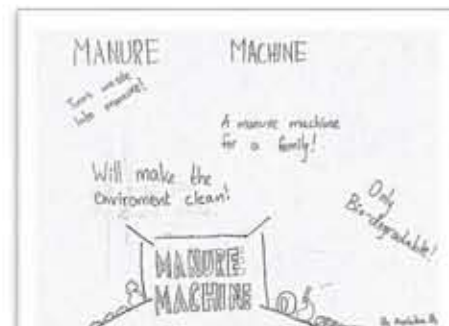 MANURE MACHINE
Turn waste
into manure!
A manure machine
for a family!
Will make the
enviroment clean!
Only
Bio-degradable!
MANURE
MACHINE